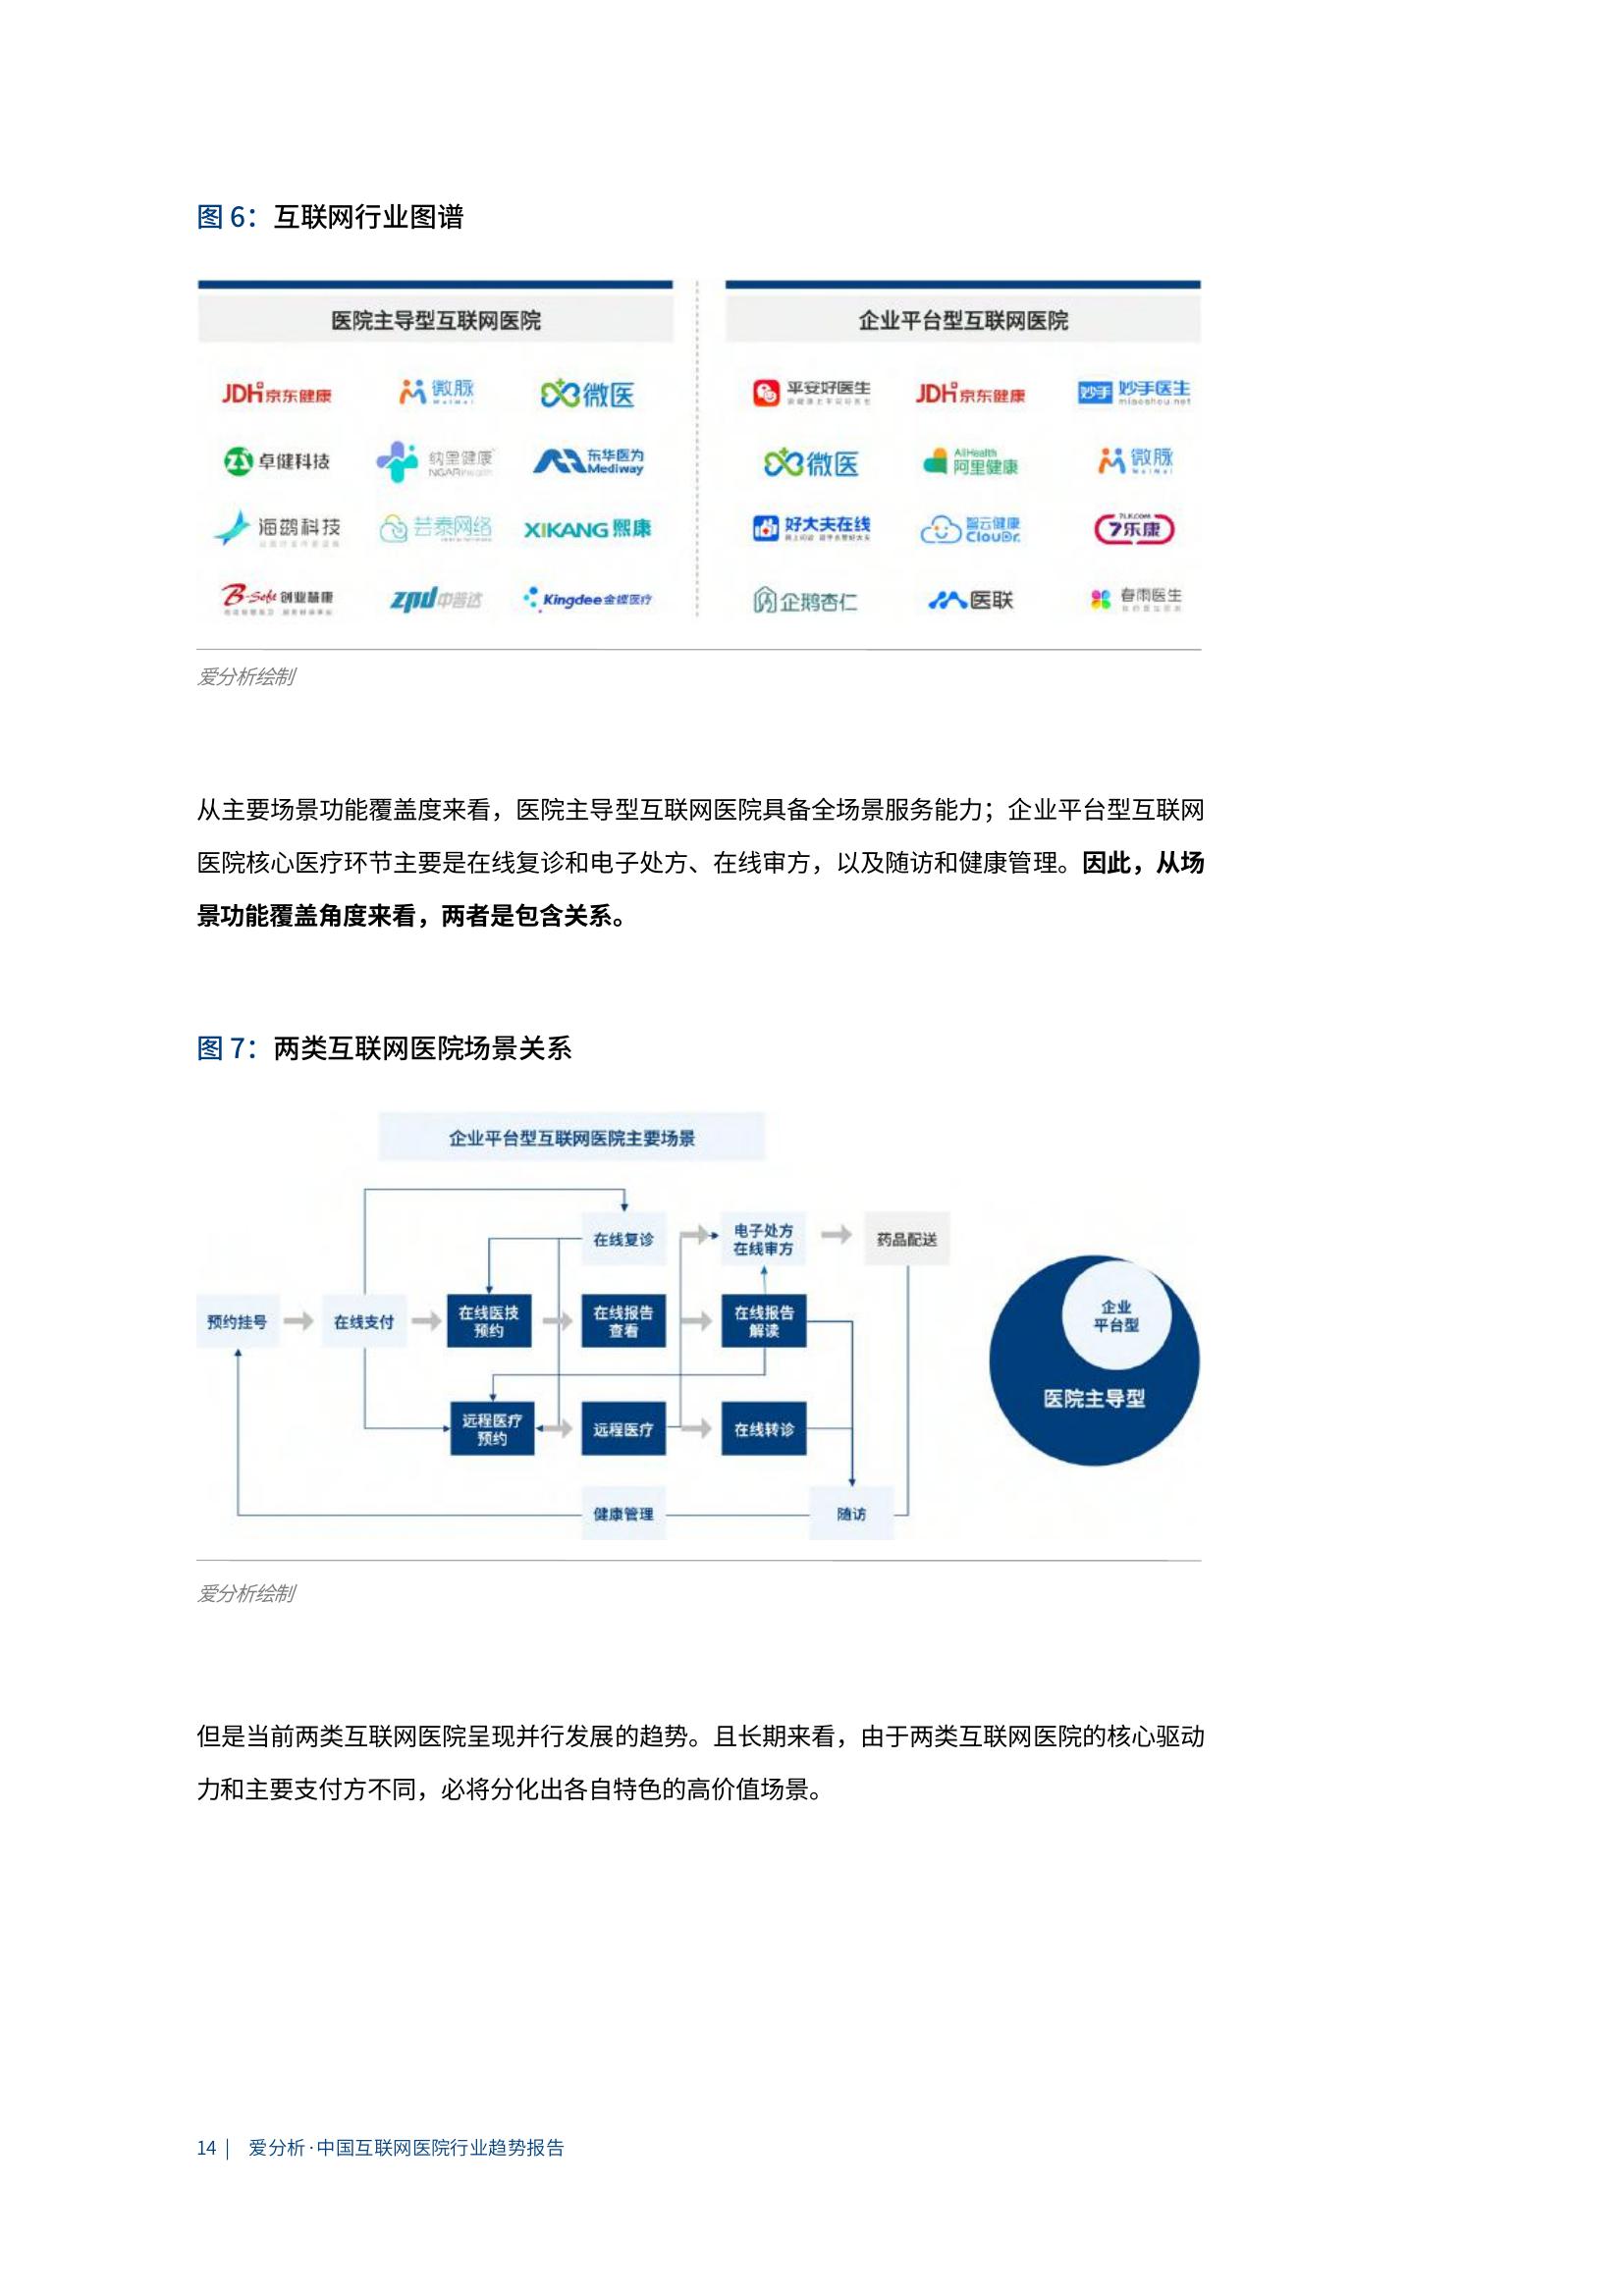 图 6：互联网行业图谱
医院主导型互联网医院
企业平台型互联网医院
JDH 京东健康
微脉
WeiMai
微医
平安好医生
JDH 京东健康
妙手 妙手医生
miaoshou.net
卓健科技
纳里健康
东华医为
Mediway
微医
AliHealth
阿里健康
微脉
WeiMai
海鹚科技
芸泰网络
XIKANG 熙康
好大夫在线
智云健康
ClouDr.
7LK.COM
7乐康
B-Soft 创业慧康
zpd 中普达
Kingdee 金蝶医疗
企鹅杏仁
医联
春雨医生
爱分析绘制
从主要场景功能覆盖度来看，医院主导型互联网医院具备全场景服务能力；企业平台型互联网
医院核心医疗环节主要是在线复诊和电子处方、在线审方，以及随访和健康管理。因此，从场
景功能覆盖角度来看，两者是包含关系。
图 7：两类互联网医院场景关系
企业平台型互联网医院主要场景
在线复诊
电子处方
在线审方
药品配送
预约挂号
在线支付
在线医技
预约
在线报告
查看
在线报告
解读
企业
平台型
医院主导型
远程医疗
预约
远程医疗
在线转诊
健康管理
随访
爱分析绘制
但是当前两类互联网医院呈现并行发展的趋势。且长期来看，由于两类互联网医院的核心驱动
力和主要支付方不同，必将分化出各自特色的高价值场景。
14 | 爱分析·中国互联网医院行业趋势报告